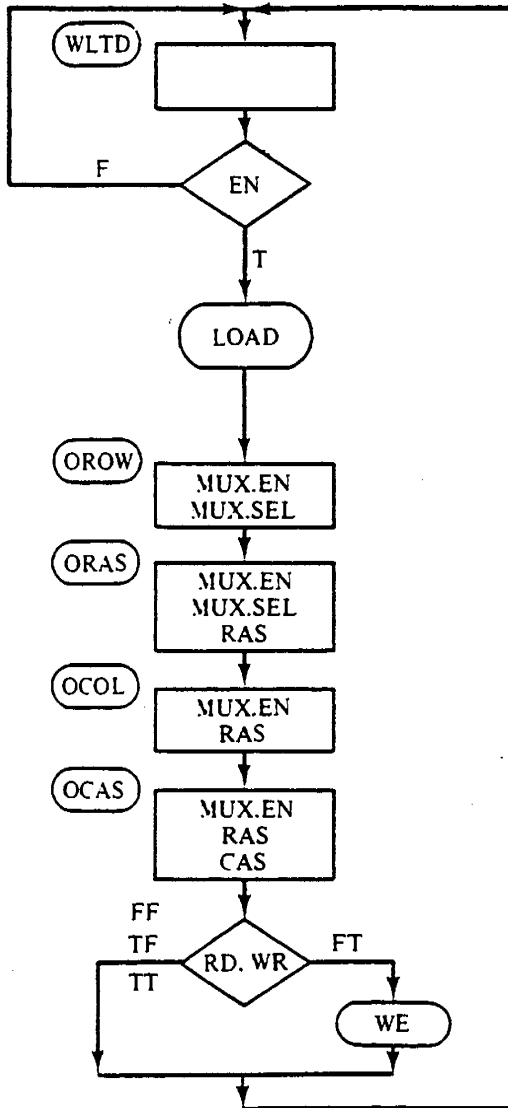 WLTD
F
EN
T
LOAD
OROW
MUX.EN
MUX.SEL
ORAS
MUX.EN
MUX.SEL
RAS
OCOL
MUX.EN
RAS
OCAS
MUX.EN
RAS
CAS
FF
TF
TT
RD. WR
FT
WE